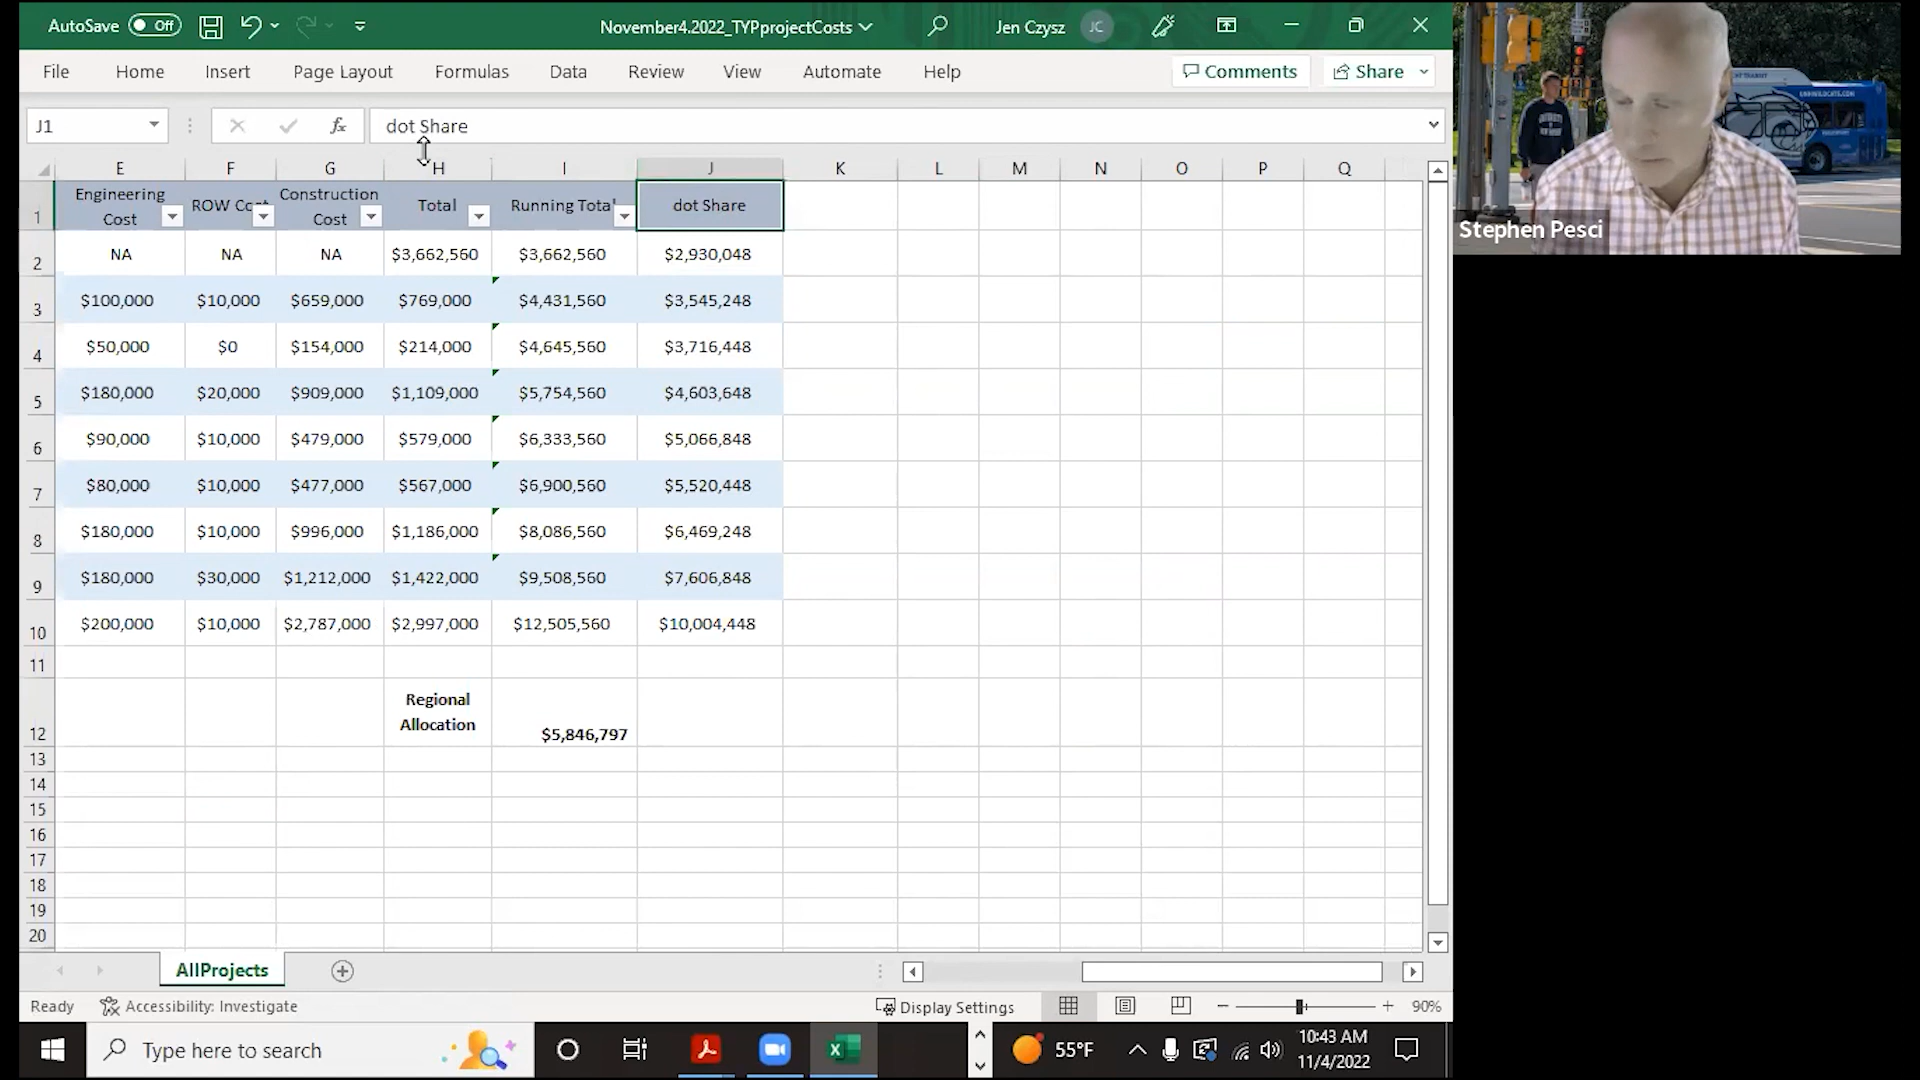 AutoSave Off
November4.2022_TYPprojectCosts
Jen Czysz JC
File Home Insert Page Layout Formulas Data Review View Automate Help Comments Share
J1 fx dot Share
E F G H I J K L M N O P Q
1 Engineering Cost ROW Cost Construction Cost Total Running Total dot Share
2 NA NA NA $3,662,560 $3,662,560 $2,930,048
3 $100,000 $10,000 $659,000 $769,000 $4,431,560 $3,545,248
4 $50,000 $0 $154,000 $214,000 $4,645,560 $3,716,448
5 $180,000 $20,000 $909,000 $1,109,000 $5,754,560 $4,603,648
6 $90,000 $10,000 $479,000 $579,000 $6,333,560 $5,066,848
7 $80,000 $10,000 $477,000 $567,000 $6,900,560 $5,520,448
8 $180,000 $10,000 $996,000 $1,186,000 $8,086,560 $6,469,248
9 $180,000 $30,000 $1,212,000 $1,422,000 $9,508,560 $7,606,848
10 $200,000 $10,000 $2,787,000 $2,997,000 $12,505,560 $10,004,448
11
12 Regional Allocation $5,846,797
13
14
15
16
17
18
19
20
AllProjects
Ready Accessibility: Investigate Display Settings 90%
Type here to search 55°F 10:43 AM
11/4/2022
Stephen Pesci